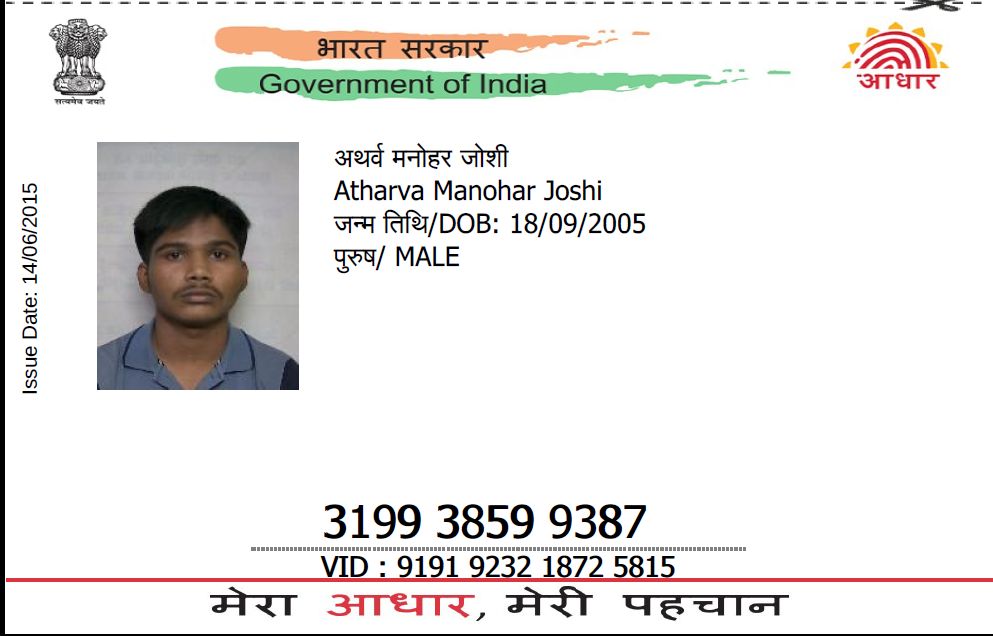 भारत सरकार
Government of India
सत्यमेव जयते
आधार
Issue Date: 14/06/2015
अथर्व मनोहर जोशी
Atharva Manohar Joshi
जन्म तिथि/DOB: 18/09/2005
पुरुष/ MALE
3199 3859 9387
VID : 9191 9232 1872 5815
मेरा आधार, मेरी पहचान